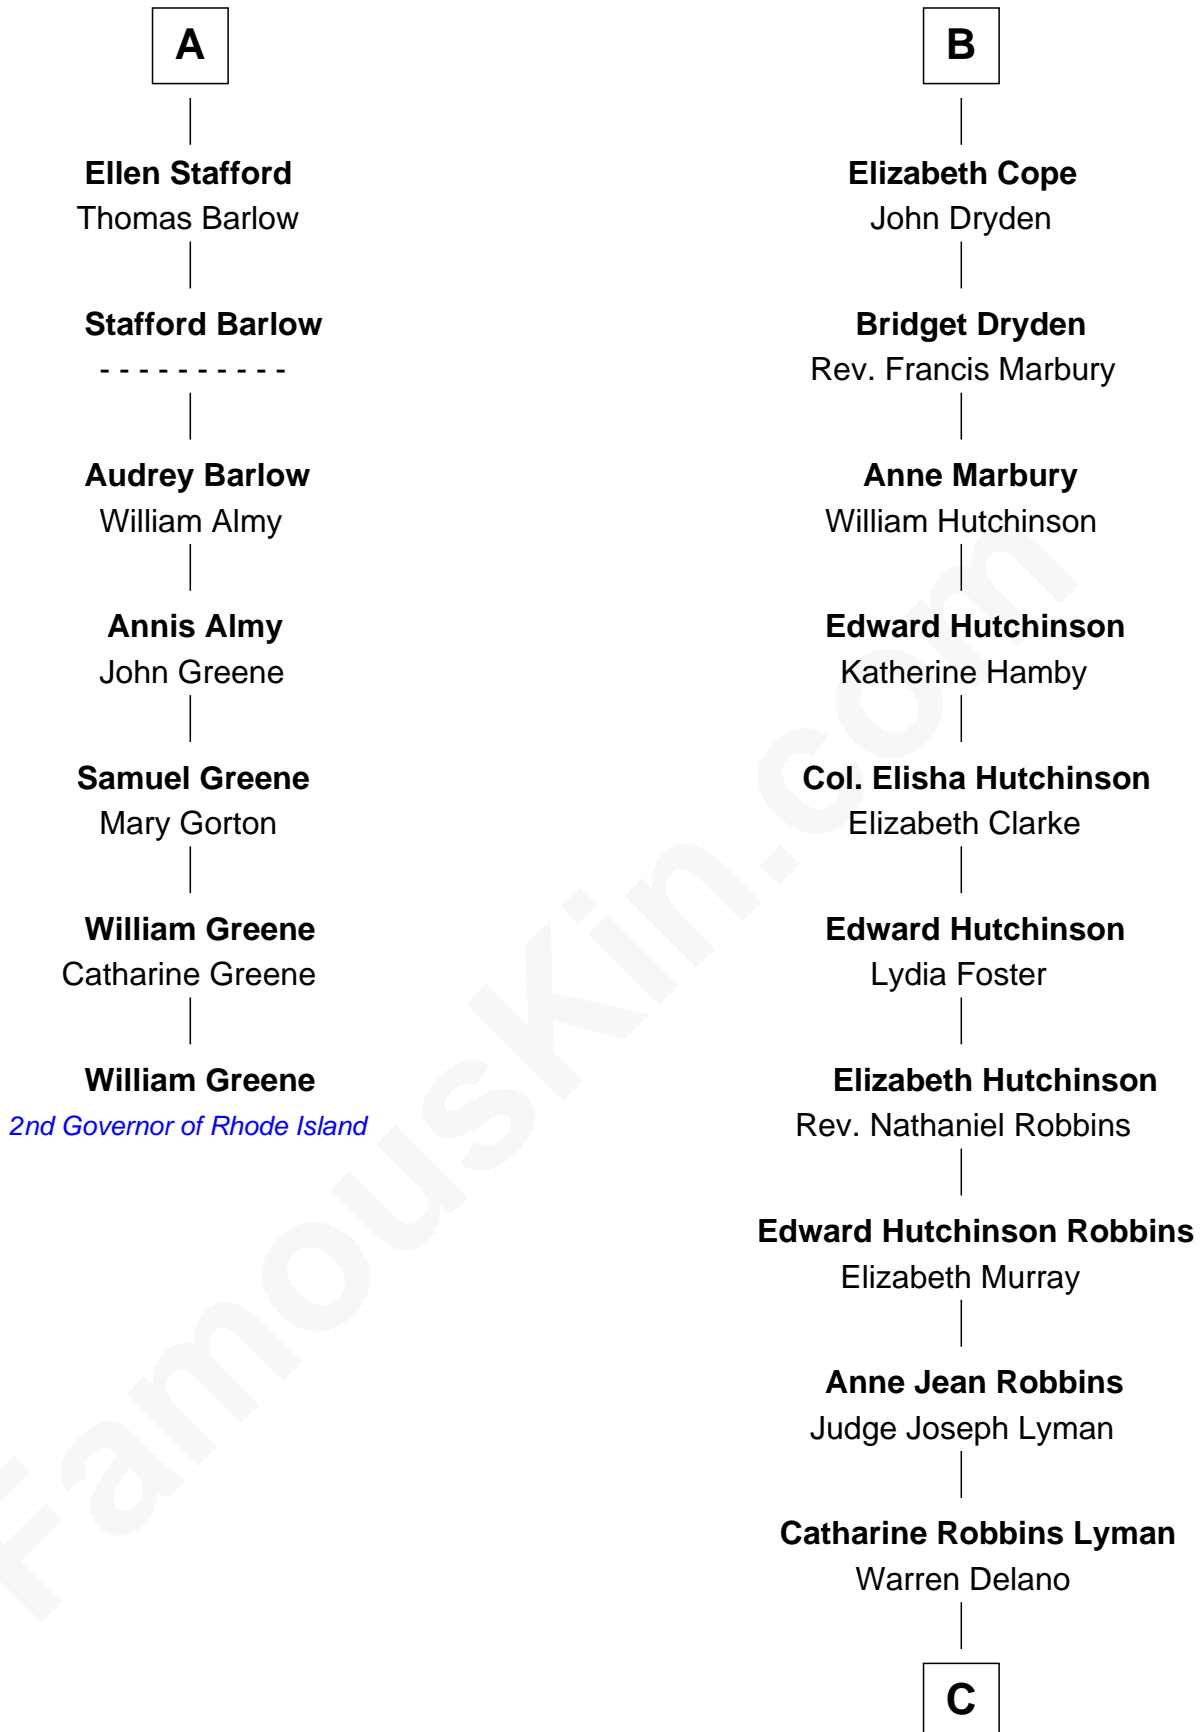 A
Ellen Stafford
Thomas Barlow
Stafford Barlow
- - - - - - - - - -
Audrey Barlow
William Almy
Annis Almy
John Greene
Samuel Greene
Mary Gorton
William Greene
Catharine Greene
William Greene
2nd Governor of Rhode Island
B
Elizabeth Cope
John Dryden
Bridget Dryden
Rev. Francis Marbury
Anne Marbury
William Hutchinson
Edward Hutchinson
Katherine Hamby
Col. Elisha Hutchinson
Elizabeth Clarke
Edward Hutchinson
Lydia Foster
Elizabeth Hutchinson
Rev. Nathaniel Robbins
Edward Hutchinson Robbins
Elizabeth Murray
Anne Jean Robbins
Judge Joseph Lyman
Catharine Robbins Lyman
Warren Delano
C
FamousKin.com